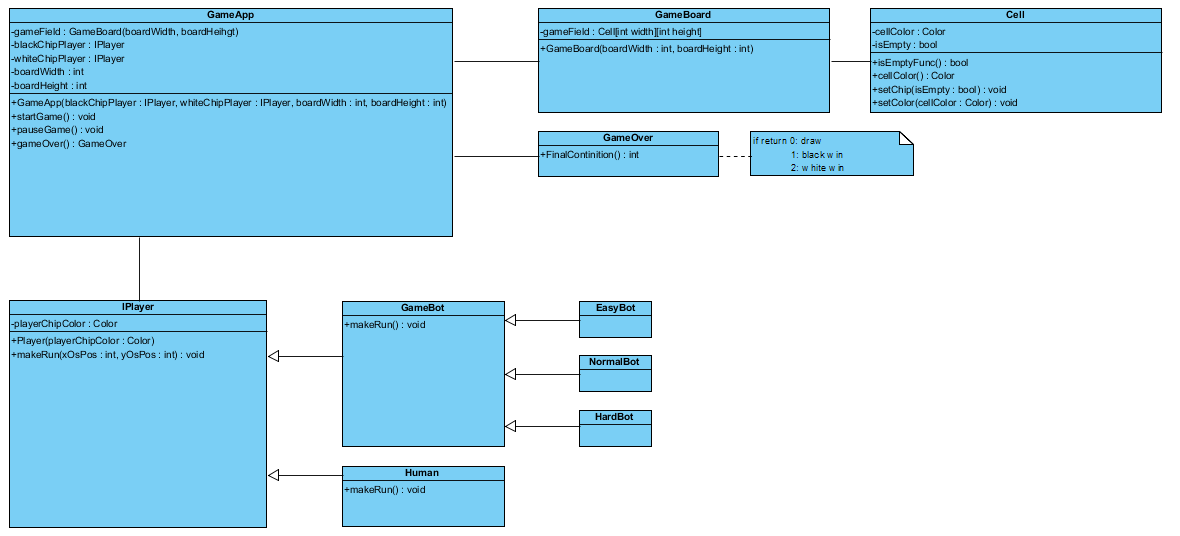 GameApp
-gameField : GameBoard(boardWidth, boardHeihgt)
-blackChipPlayer : IPlayer
-whiteChipPlayer : IPlayer
-boardWidth : int
-boardHeight : int
+GameApp(blackChipPlayer : IPlayer, whiteChipPlayer : IPlayer, boardWidth : int, boardHeight : int)
+startGame() : void
+pauseGame() : void
+gameOver() : GameOver
GameBoard
-gameField : Cell[int width][int height]
+GameBoard(boardWidth : int, boardHeight : int)
Cell
-cellColor : Color
-isEmpty : bool
+isEmptyFunc() : bool
+cellColor() : Color
+setChip(isEmpty : bool) : void
+setColor(cellColor : Color) : void
GameOver
+FinalContinition() : int
if return 0: draw
1: black win
2: white win
IPlayer
-playerChipColor : Color
+Player(playerChipColor : Color)
+makeRun(xOsPos : int, yOsPos : int) : void
GameBot
+makeRun() : void
EasyBot
NormalBot
HardBot
Human
+makeRun() : void